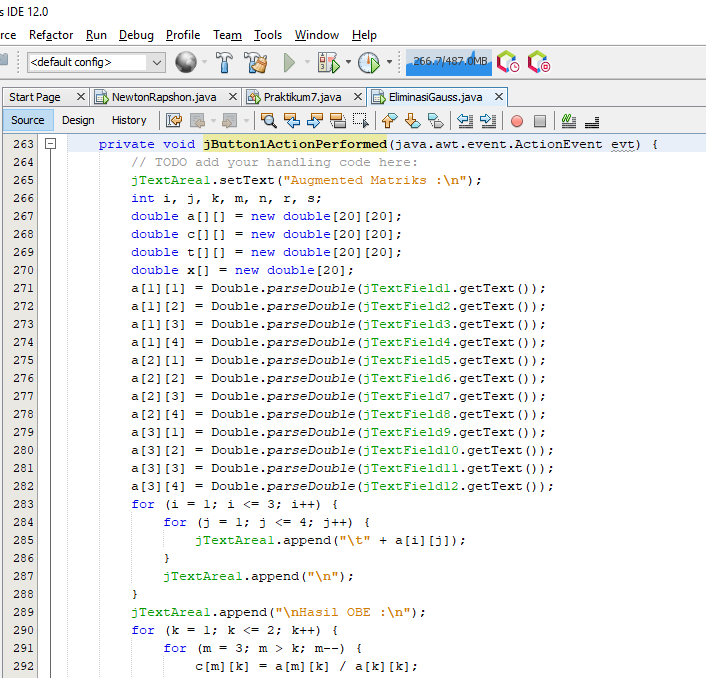 s IDE 12.0
rce Refactor Run Debug Profile Team Tools Window Help
<default config> 266.7/487.0MB
Start Page NewtonRapshon.java Praktikum7.java EliminasiGauss.java
Source Design History
263 private void jButton1ActionPerformed(java.awt.event.ActionEvent evt) {
264 // TODO add your handling code here:
265 jTextArea1.setText("Augmented Matriks :\n");
266 int i, j, k, m, n, r, s;
267 double a[][] = new double[20][20];
268 double c[][] = new double[20][20];
269 double t[][] = new double[20][20];
270 double x[] = new double[20];
271 a[1][1] = Double.parseDouble(jTextField1.getText());
272 a[1][2] = Double.parseDouble(jTextField2.getText());
273 a[1][3] = Double.parseDouble(jTextField3.getText());
274 a[1][4] = Double.parseDouble(jTextField4.getText());
275 a[2][1] = Double.parseDouble(jTextField5.getText());
276 a[2][2] = Double.parseDouble(jTextField6.getText());
277 a[2][3] = Double.parseDouble(jTextField7.getText());
278 a[2][4] = Double.parseDouble(jTextField8.getText());
279 a[3][1] = Double.parseDouble(jTextField9.getText());
280 a[3][2] = Double.parseDouble(jTextField10.getText());
281 a[3][3] = Double.parseDouble(jTextField11.getText());
282 a[3][4] = Double.parseDouble(jTextField12.getText());
283 for (i = 1; i <= 3; i++) {
284 for (j = 1; j <= 4; j++) {
285 jTextArea1.append("\t" + a[i][j]);
286 }
287 jTextArea1.append("\n");
288 }
289 jTextArea1.append("\nHasil OBE :\n");
290 for (k = 1; k <= 2; k++) {
291 for (m = 3; m > k; m--) {
292 c[m][k] = a[m][k] / a[k][k];